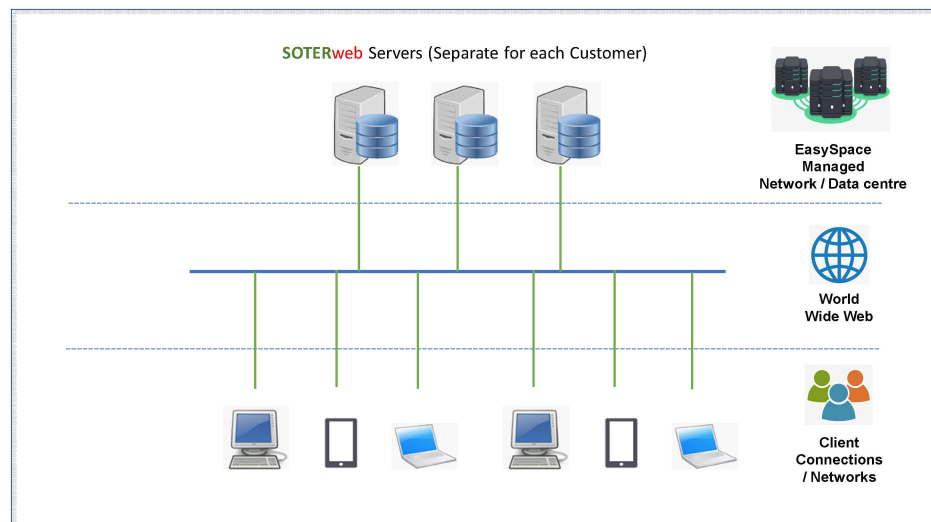 SOTERweb Servers (Separate for each Customer)
EasySpace
Managed
Network / Data centre
World
Wide Web
Client
Connections
/ Networks